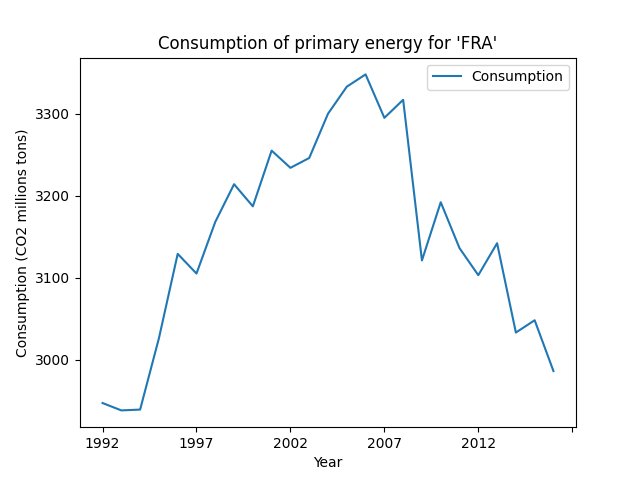 Consumption of primary energy for 'FRA'
Consumption
Consumption (CO2 millions tons)
3300
3200
3100
3000
1992 1997 2002 2007 2012
Year